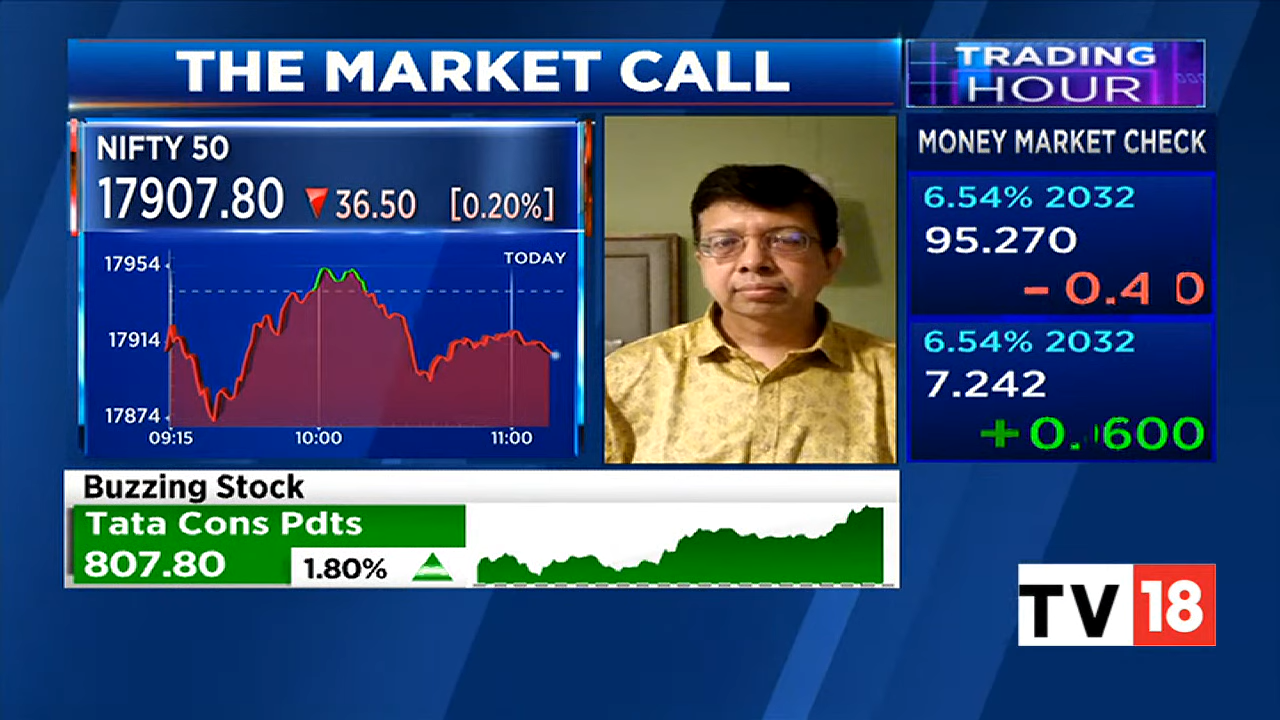 THE MARKET CALL
TRADING
HOUR
NIFTY 50
17907.80 ▼ 36.50 [0.20%]
TODAY
17954
17914
17874
09:15 10:00 11:00
MONEY MARKET CHECK
6.54% 2032
95.270
6.54% 2032
7.242
Buzzing Stock
Tata Cons Pdts
807.80 1.80% ▲
TV18